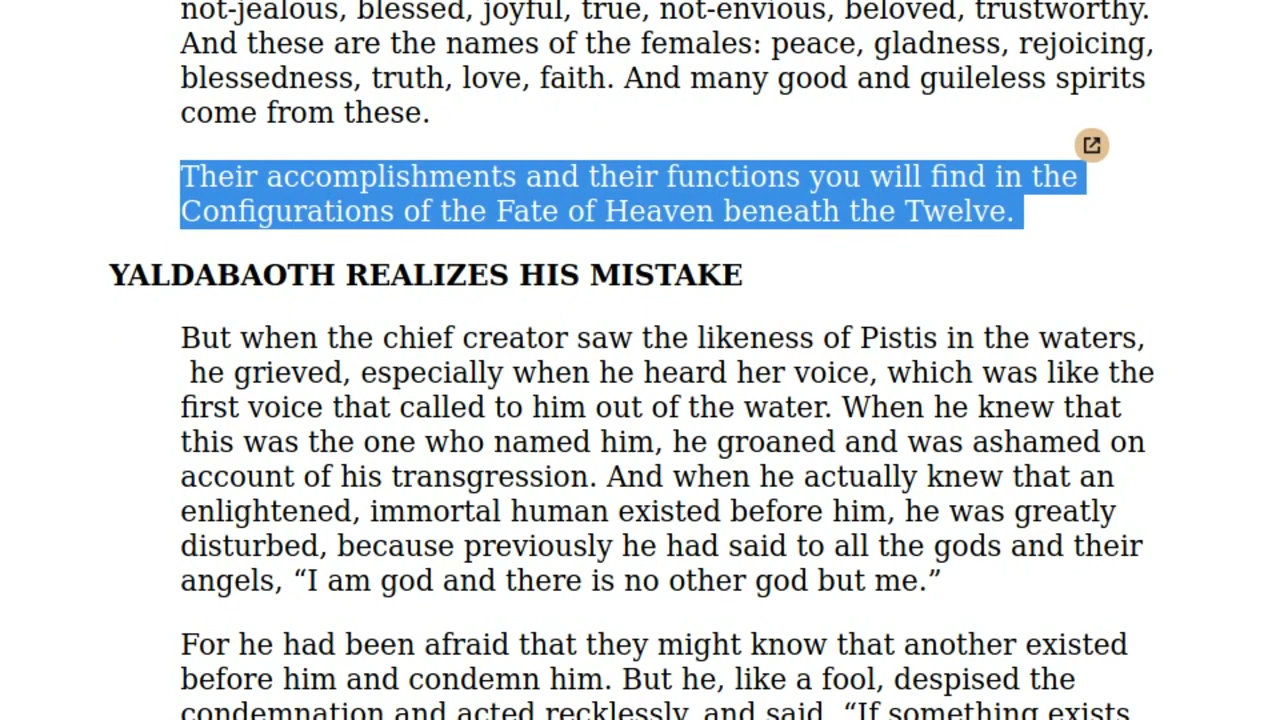 not-jealous, blessed, joyful, true, not-envious, beloved, trustworthy.
And these are the names of the females: peace, gladness, rejoicing,
blessedness, truth, love, faith. And many good and guileless spirits
come from these.
Their accomplishments and their functions you will find in the
Configurations of the Fate of Heaven beneath the Twelve.
YALDABAOTH REALIZES HIS MISTAKE
But when the chief creator saw the likeness of Pistis in the waters,
he grieved, especially when he heard her voice, which was like the
first voice that called to him out of the water. When he knew that
this was the one who named him, he groaned and was ashamed on
account of his transgression. And when he actually knew that an
enlightened, immortal human existed before him, he was greatly
disturbed, because previously he had said to all the gods and their
angels, “I am god and there is no other god but me.”
For he had been afraid that they might know that another existed
before him and condemn him. But he, like a fool, despised the
condemnation and acted recklessly, and said, “If something exists